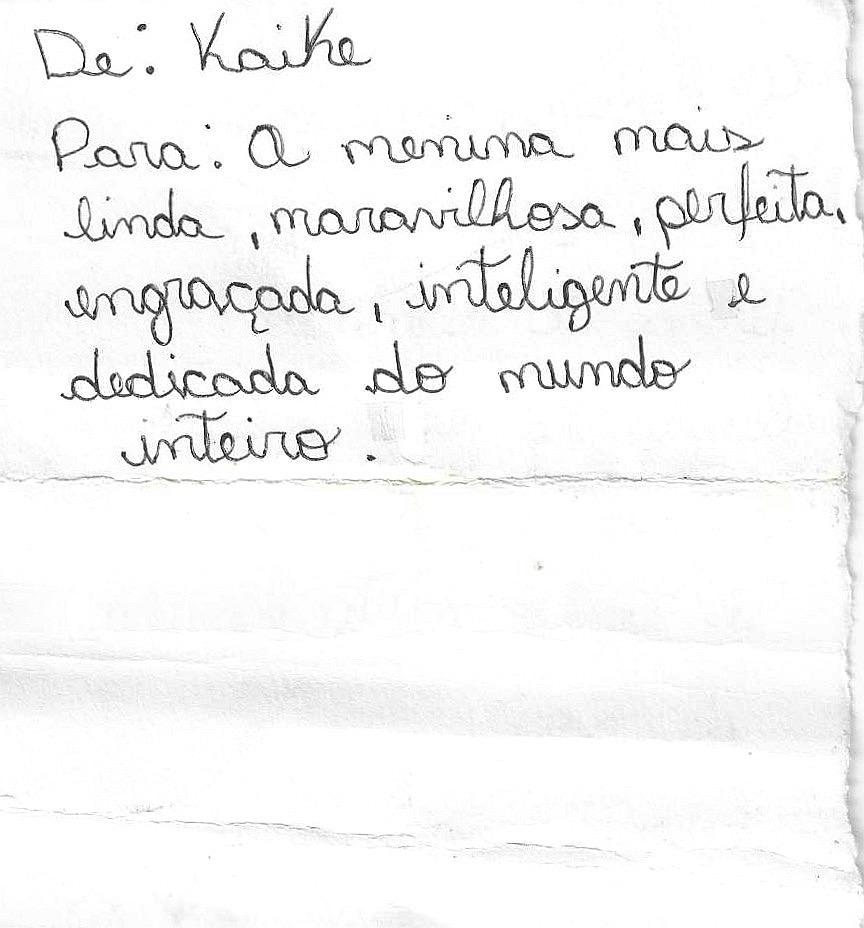 De: Kaike
Para: A menina mais
linda, maravilhosa, perfeita,
engraçada, inteligente e
dedicada do mundo
inteiro.